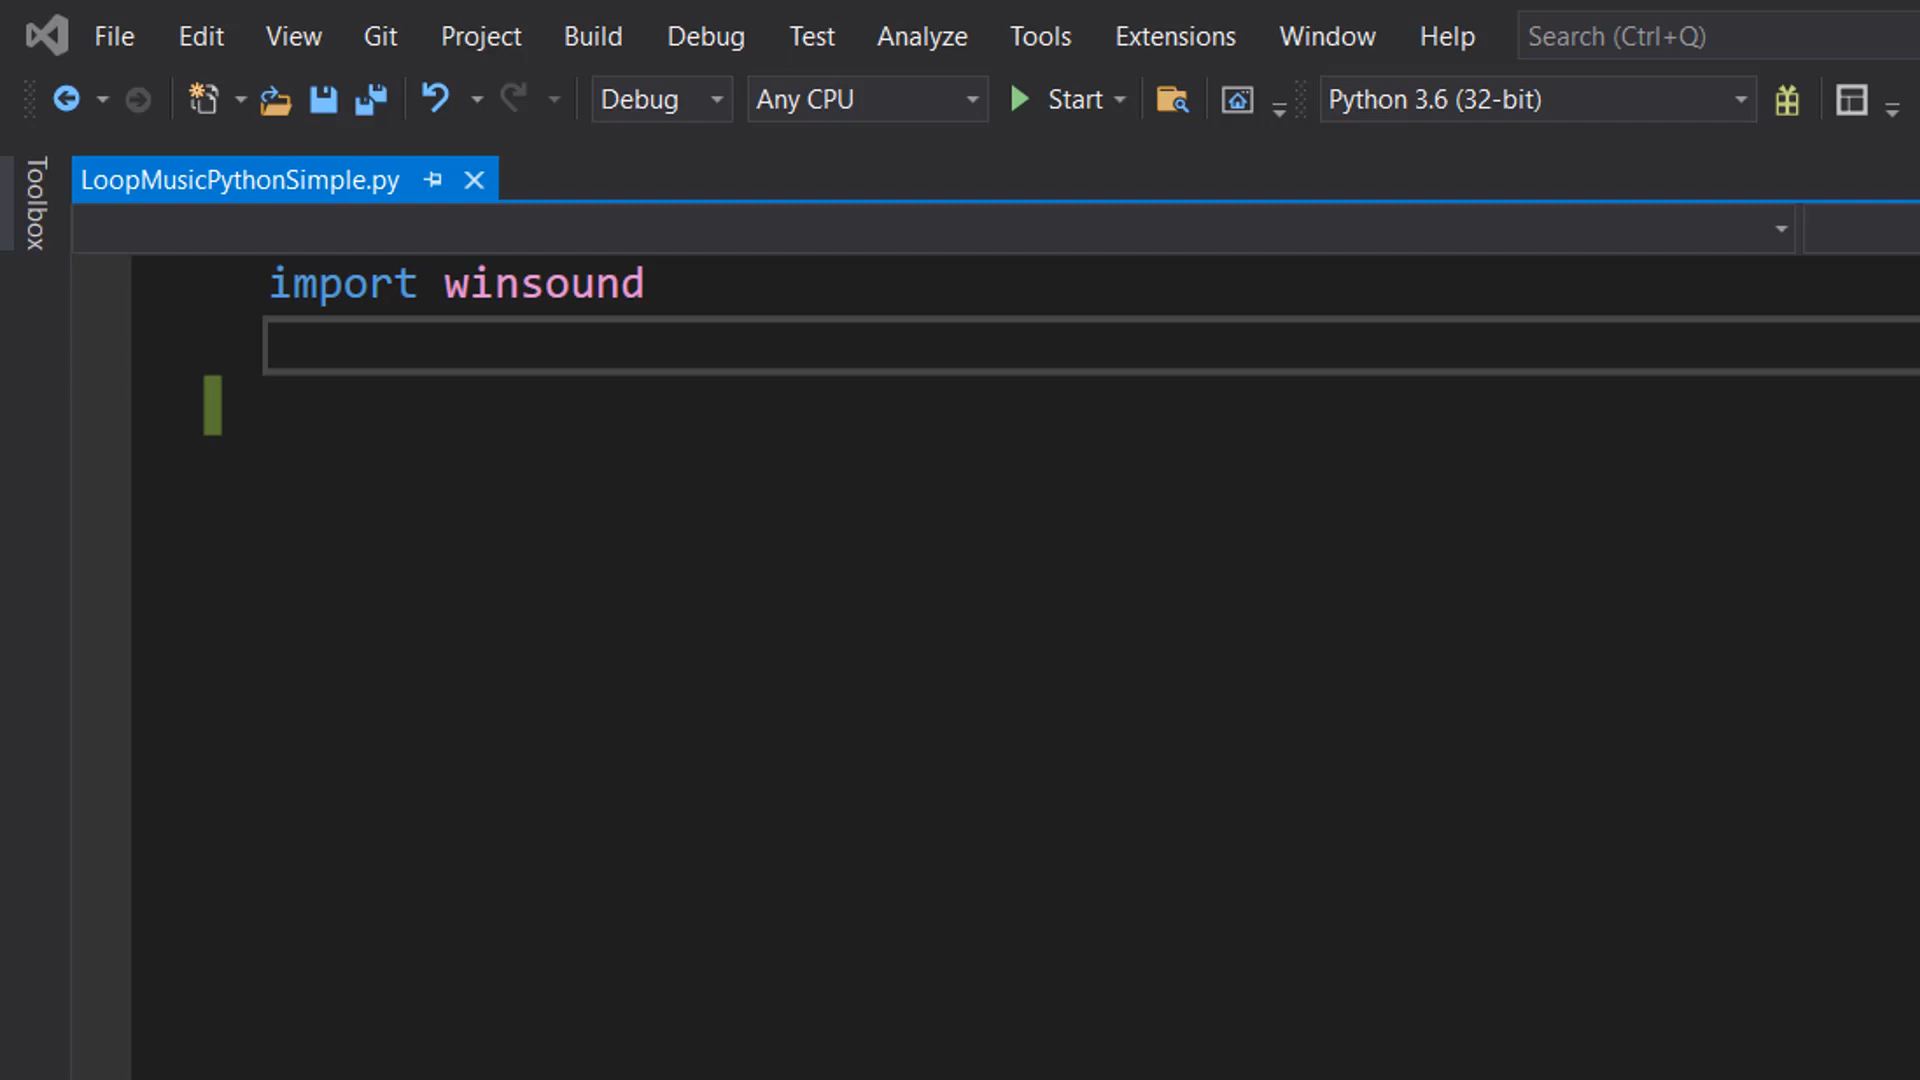 File Edit View Git Project Build Debug Test Analyze Tools Extensions Window Help Search (Ctrl+Q)
Debug Any CPU Start Python 3.6 (32-bit)
Toolbox
LoopMusicPythonSimple.py
import winsound